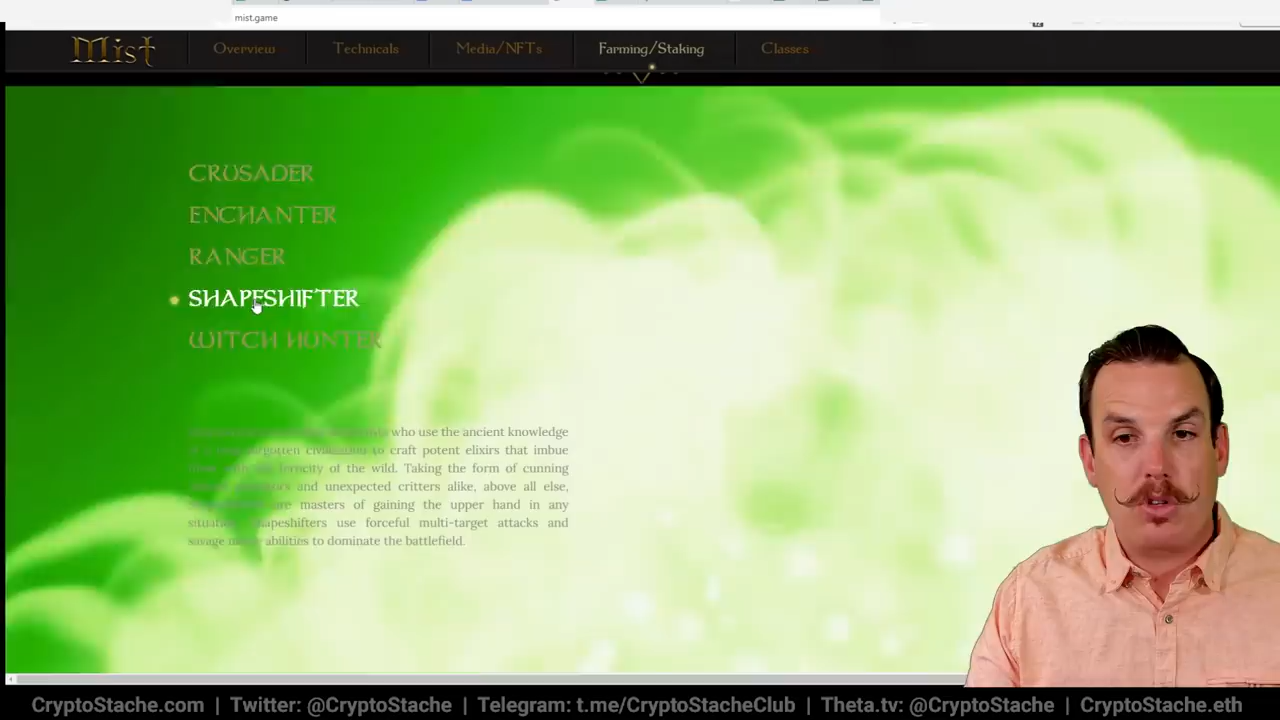 mist.game
Mist
Overview
Technicals
Media/NFTs
Farming/Staking
Classes
CRUSADER
ENCHANTER
RANGER
SHAPESHIFTER
WITCH HUNTER
who use the ancient knowledge
forgotten civilization to craft potent elixirs that imbue
ferocity of the wild. Taking the form of cunning
and unexpected critters alike, above all else,
are masters of gaining the upper hand in any
situation. Shapeshifters use forceful multi-target attacks and
savage abilities to dominate the battlefield.
CryptoStache.com | Twitter: @CryptoStache | Telegram: t.me/CryptoStacheClub | Theta.tv: @CryptoStache | CryptoStache.eth